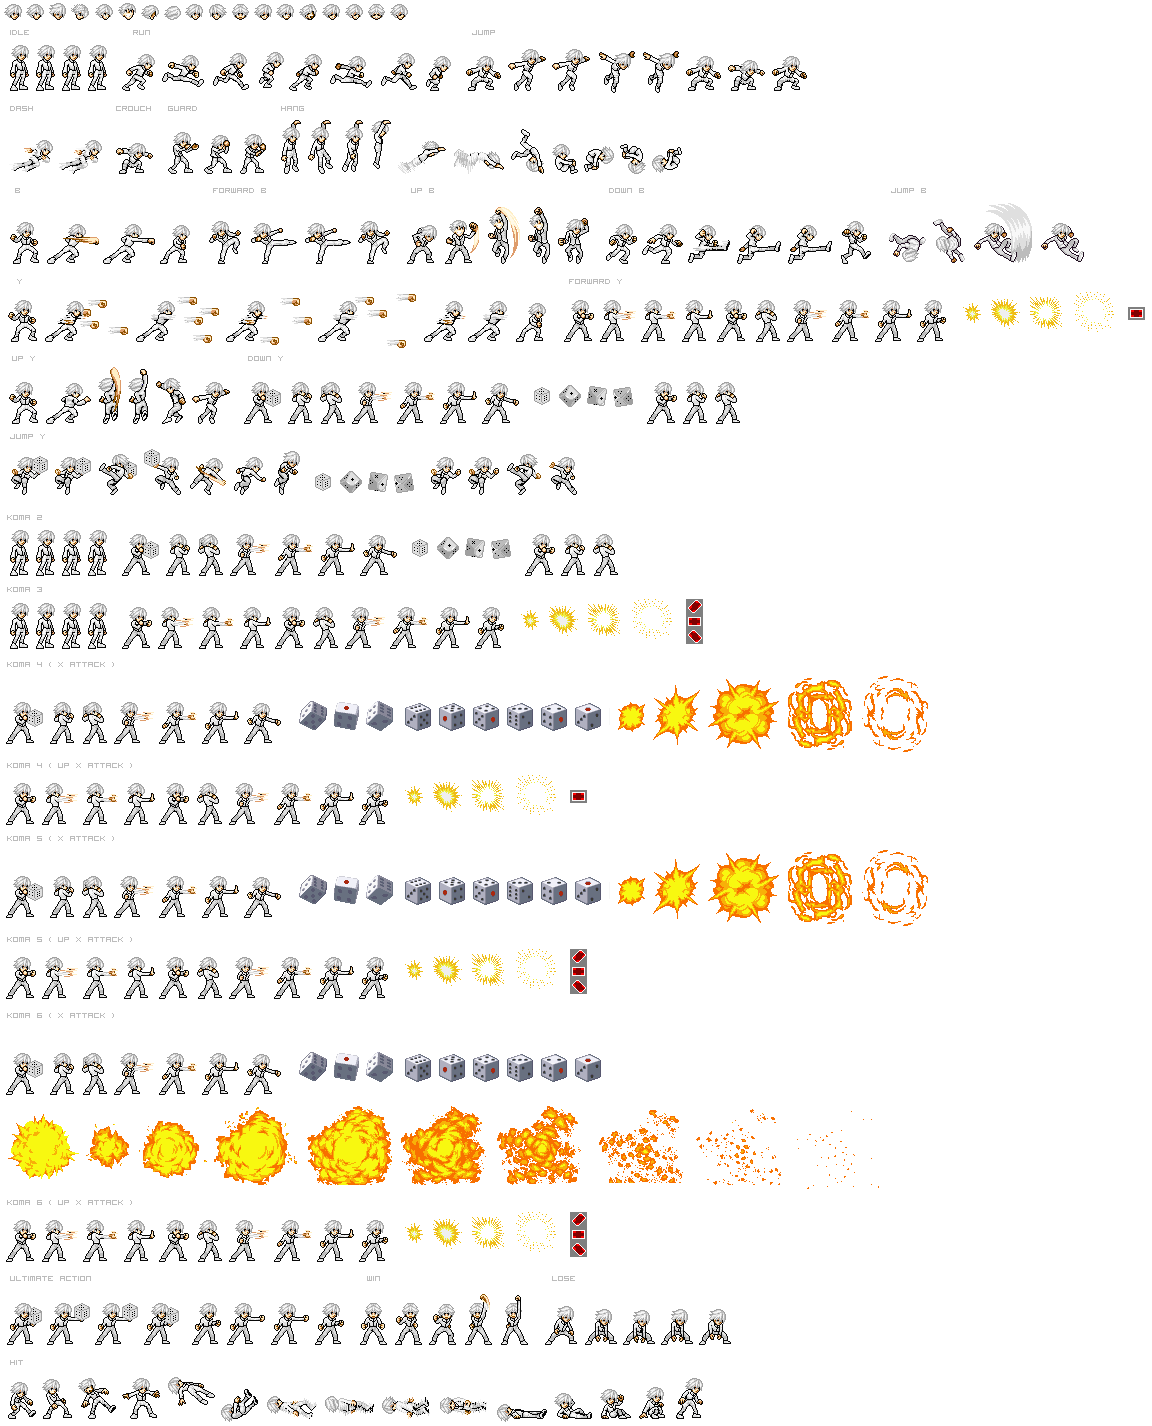 IDLE RUN JUMP
DASH CROUCH GUARD HANG
B FORWARD B UP B DOWN B JUMP B
Y FORWARD Y
UP Y DOWN Y
JUMP Y
KOMA 2
KOMA 3
KOMA 4 ( X ATTACK )
KOMA 4 ( UP X ATTACK )
KOMA 5 ( X ATTACK )
KOMA 5 ( UP X ATTACK )
KOMA 6 ( X ATTACK )
KOMA 6 ( UP X ATTACK )
ULTIMATE ACTION WIN LOSE
HIT